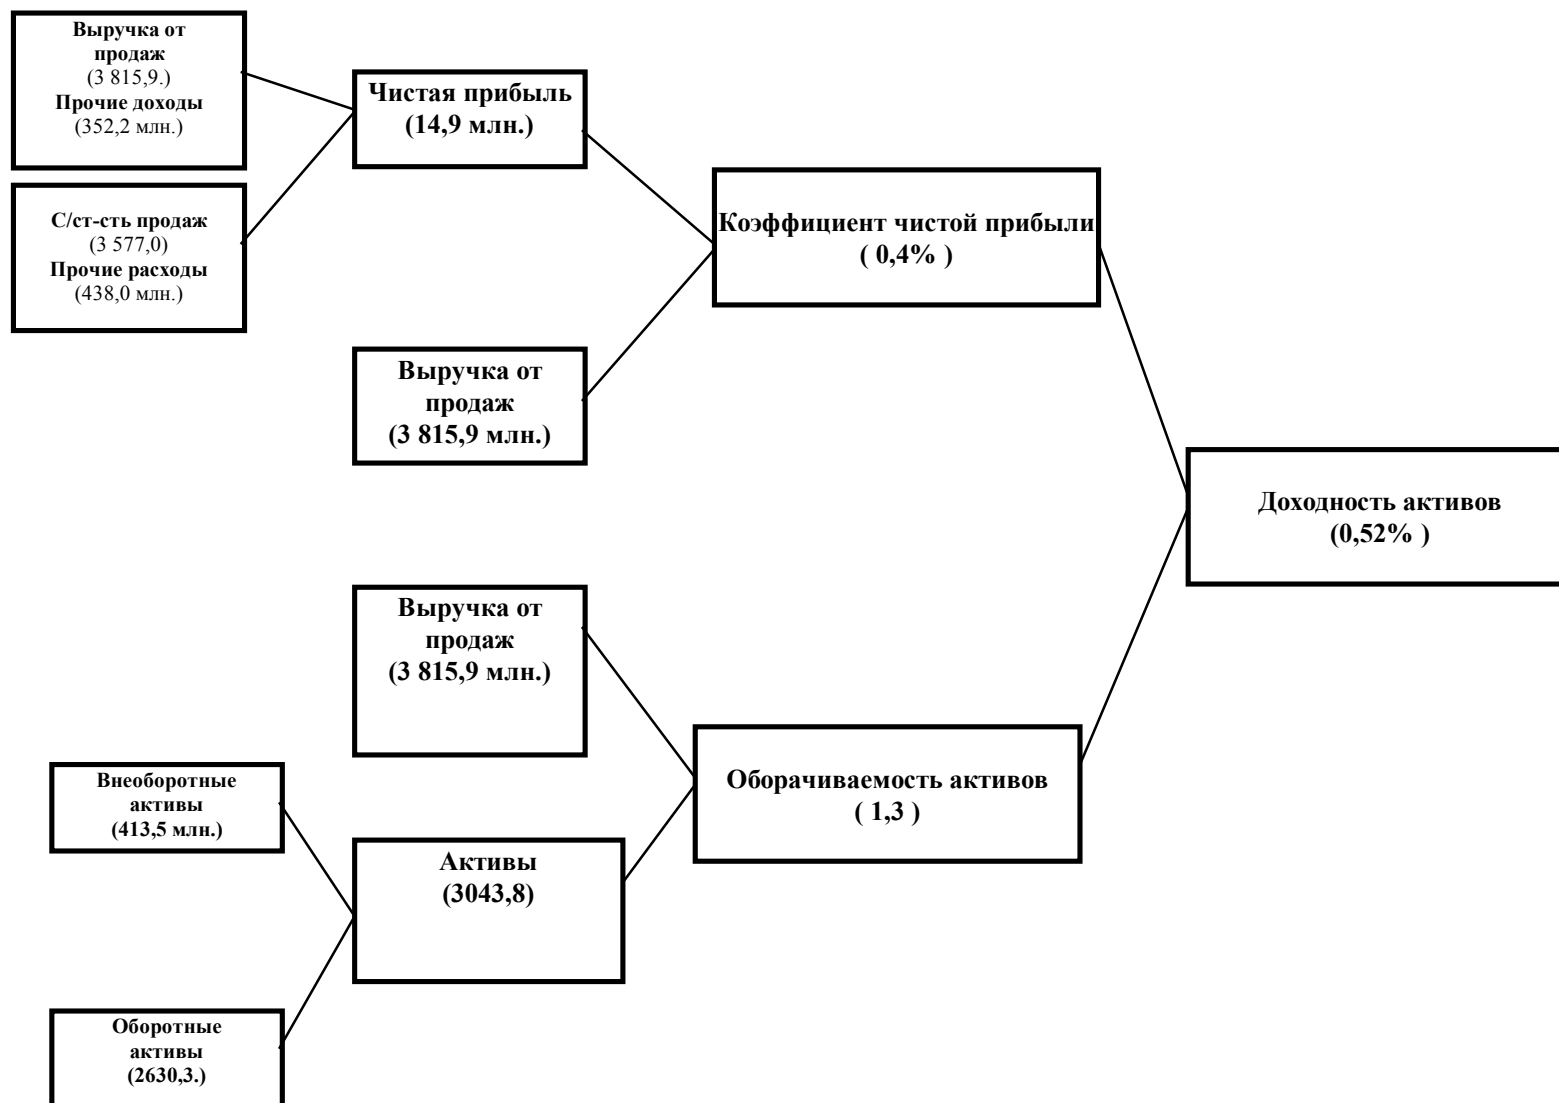 Выручка от
продаж
(3 815,9.)
Прочие доходы
(352,2 млн.)
С/ст-сть продаж
(3 577,0)
Прочие расходы
(438,0 млн.)
Чистая прибыль
(14,9 млн.)
Выручка от
продаж
(3 815,9 млн.)
Коэффициент чистой прибыли
( 0,4% )
Доходность активов
(0,52% )
Выручка от
продаж
(3 815,9 млн.)
Оборачиваемость активов
( 1,3 )
Внеоборотные
активы
(413,5 млн.)
Активы
(3043,8)
Оборотные
активы
(2630,3.)